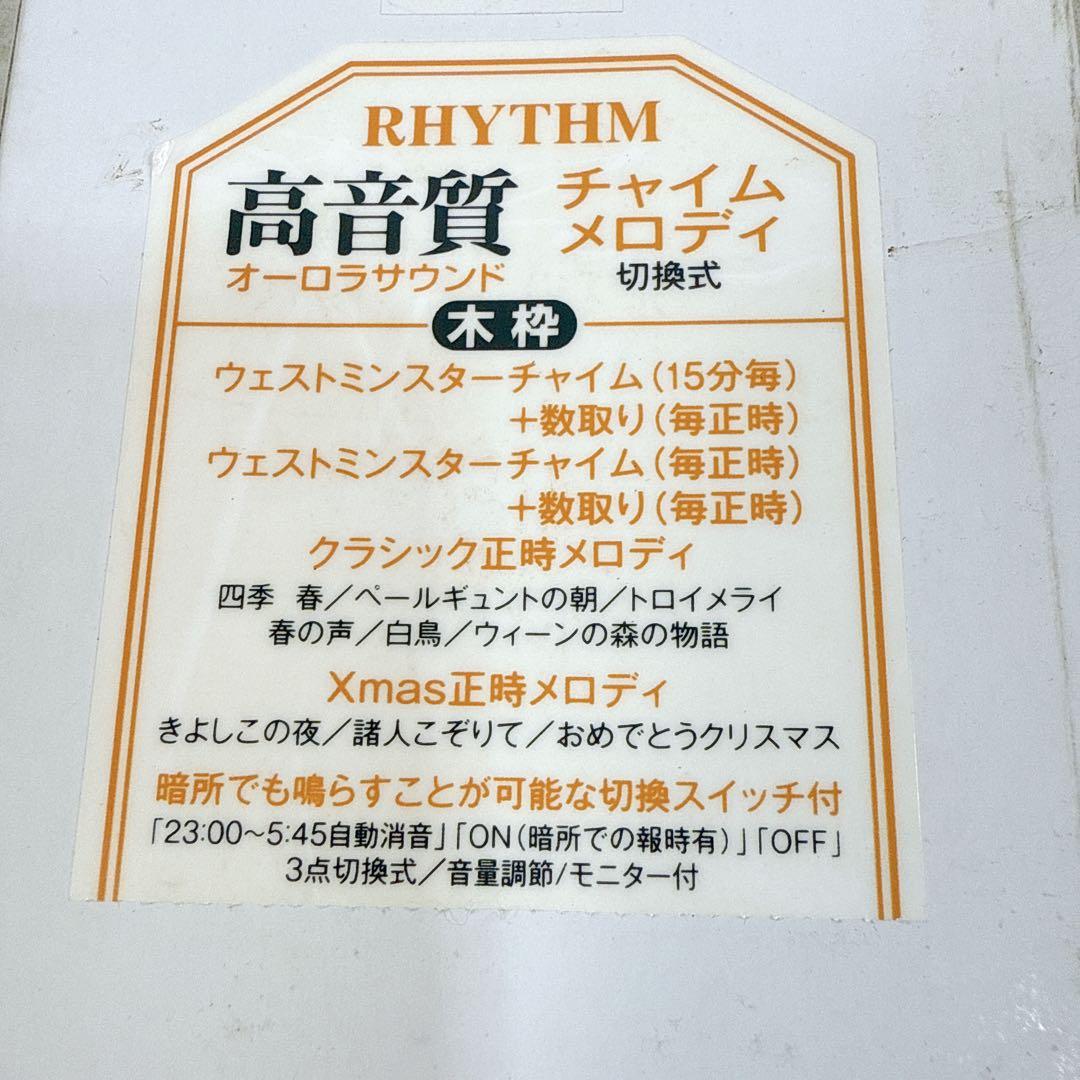 RHYTHM
高音質 チャイム
メロディ
オーロラサウンド 切換式
木枠
ウェストミンスターチャイム(15分毎)
+数取り(毎正時)
ウェストミンスターチャイム(毎正時)
+数取り(毎正時)
クラシック正時メロディ
四季 春/ペールギュントの朝/トロイメライ
春の声/白鳥/ウィーンの森の物語
Xmas正時メロディ
きよしこの夜/諸人こぞりて/おめでとうクリスマス
暗所でも鳴らすことが可能な切換スイッチ付
「23:00~5:45自動消音」「ON(暗所での報時有)」「OFF」
3点切換式/音量調節/モニター付